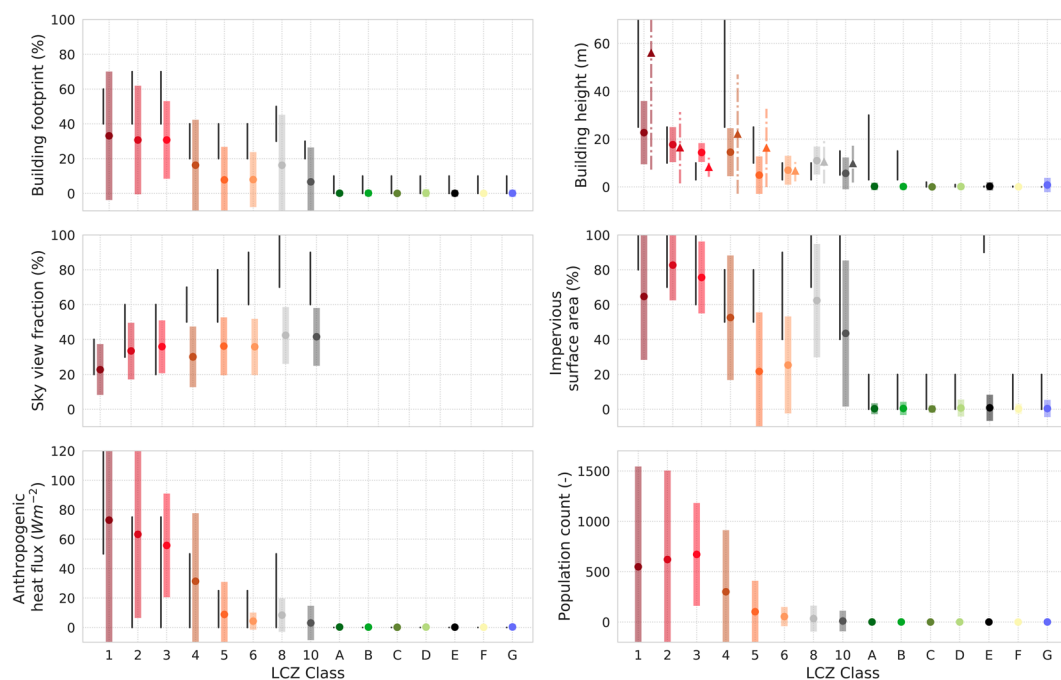 100
80
60
40
20
0
Building footprint (%)
60
40
20
0
Building height (m)
100
80
60
40
20
0
Sky view fraction (%)
100
80
60
40
20
0
Impervious
surface area (%)
120
100
80
60
40
20
0
Anthropogenic
heat flux (Wm⁻²)
1 2 3 4 5 6 8 10 A B C D E F G
LCZ Class
1500
1000
500
0
Population count (-)
1 2 3 4 5 6 8 10 A B C D E F G
LCZ Class